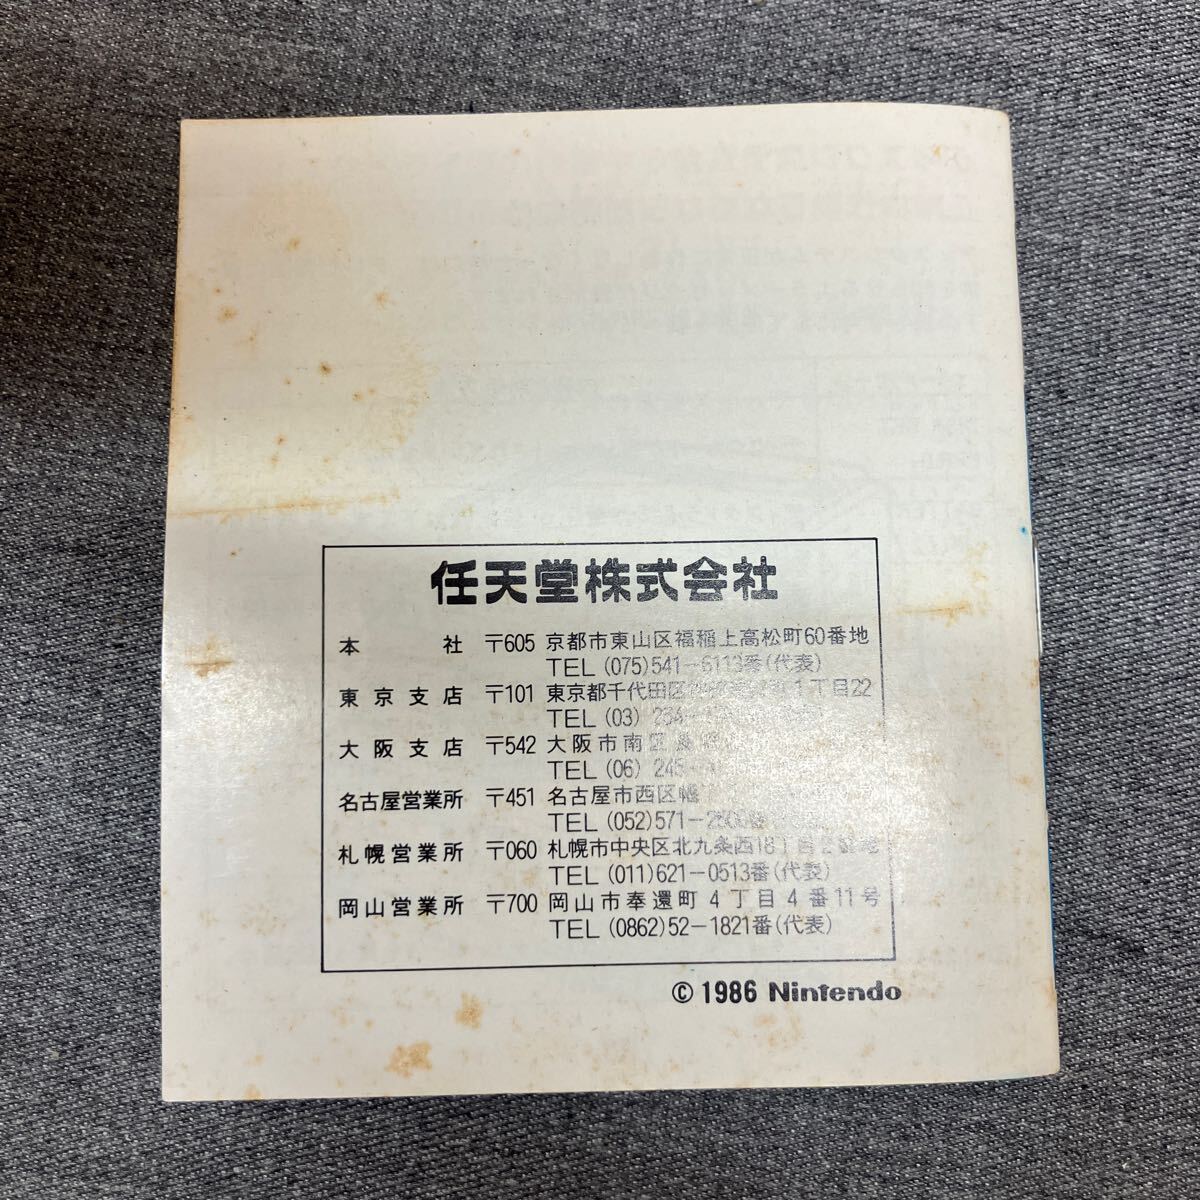 任天堂株式会社
本社 〒605 京都市東山区福稲上高松町60番地
TEL (075)541-6113番(代表)
東京支店 〒101 東京都千代田区 1丁目22
TEL (03)
大阪支店 〒542 大阪市南区
TEL (06)
名古屋営業所 〒451 名古屋市西区幅
TEL (052)571-
札幌営業所 〒060 札幌市中央区北九条西18丁目
TEL (011)621-0513番(代表)
岡山営業所 〒700 岡山市奉還町4丁目4番11号
TEL (0862)52-1821番(代表)
© 1986 Nintendo